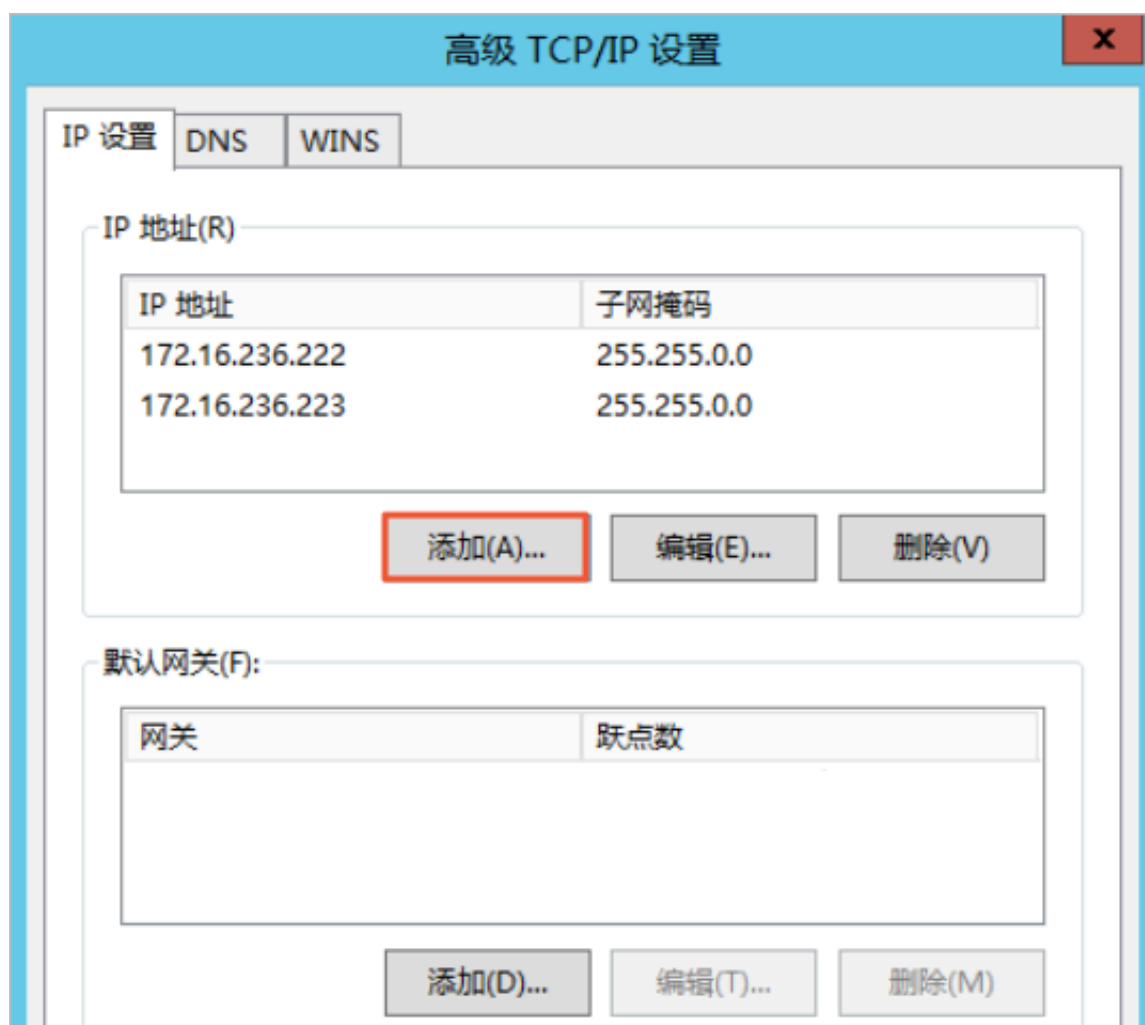 高级 TCP/IP 设置
x
IP 设置 DNS WINS
IP 地址(R)
IP 地址 子网掩码
172.16.236.222 255.255.0.0
172.16.236.223 255.255.0.0
添加(A)... 编辑(E)... 删除(V)
默认网关(F):
网关 跃点数
添加(D)... 编辑(T)... 删除(M)